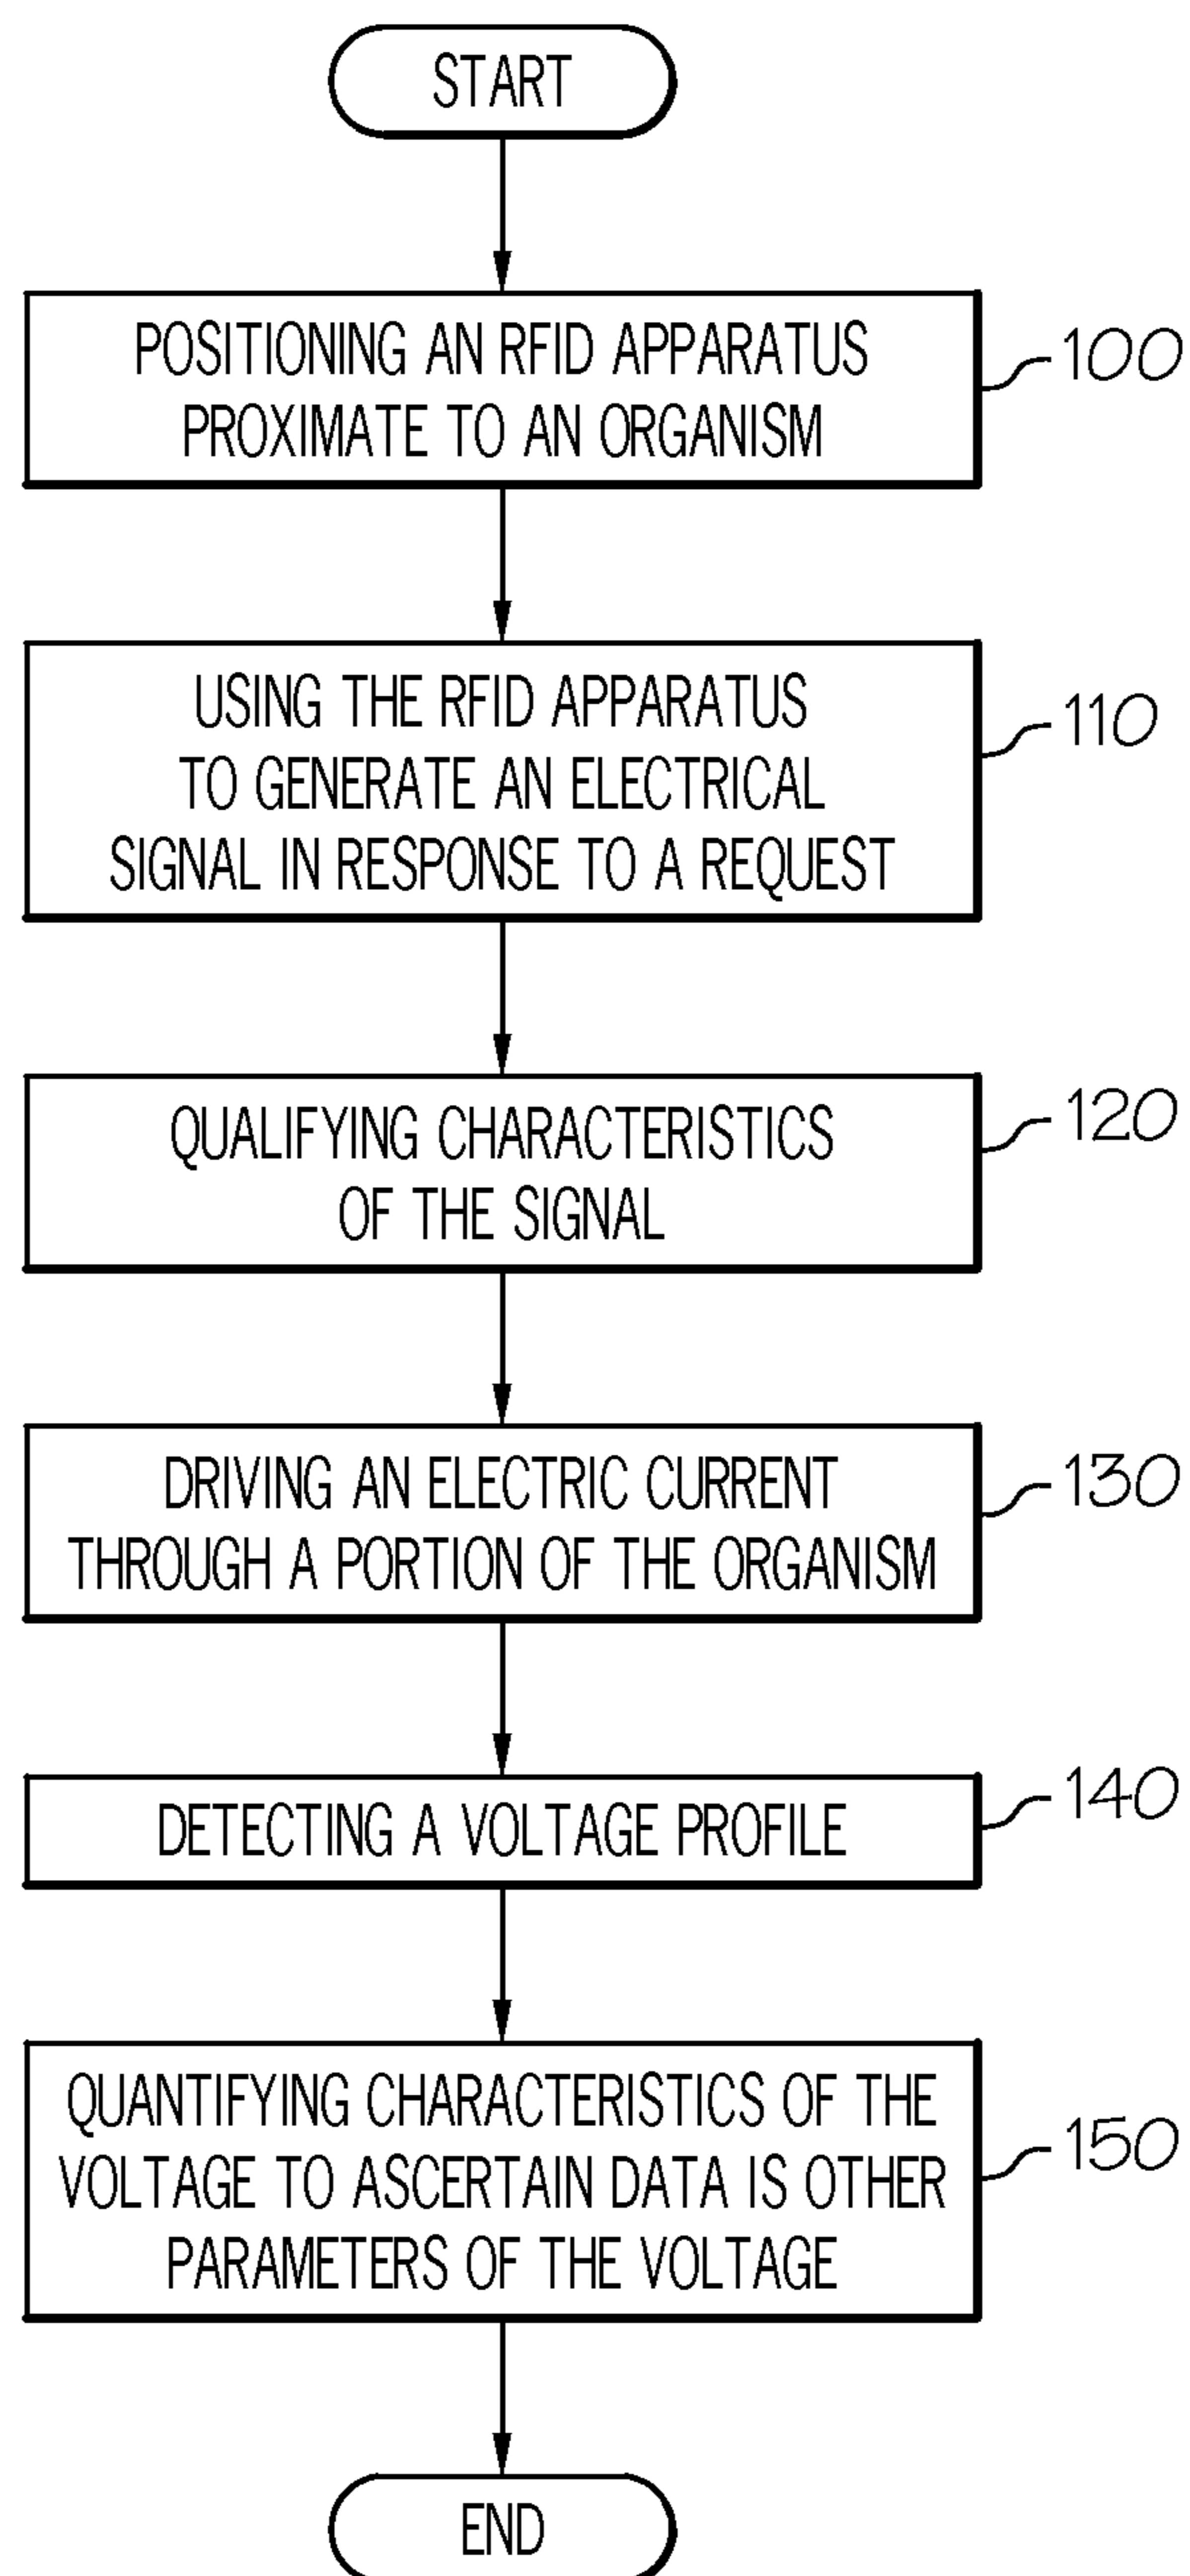 START
POSITIONING AN RFID APPARATUS
PROXIMATE TO AN ORGANISM
100
USING THE RFID APPARATUS
TO GENERATE AN ELECTRICAL
SIGNAL IN RESPONSE TO A REQUEST
110
QUALIFYING CHARACTERISTICS
OF THE SIGNAL
120
DRIVING AN ELECTRIC CURRENT
THROUGH A PORTION OF THE ORGANISM
130
DETECTING A VOLTAGE PROFILE
140
QUANTIFYING CHARACTERISTICS OF THE
VOLTAGE TO ASCERTAIN DATA IS OTHER
PARAMETERS OF THE VOLTAGE
150
END